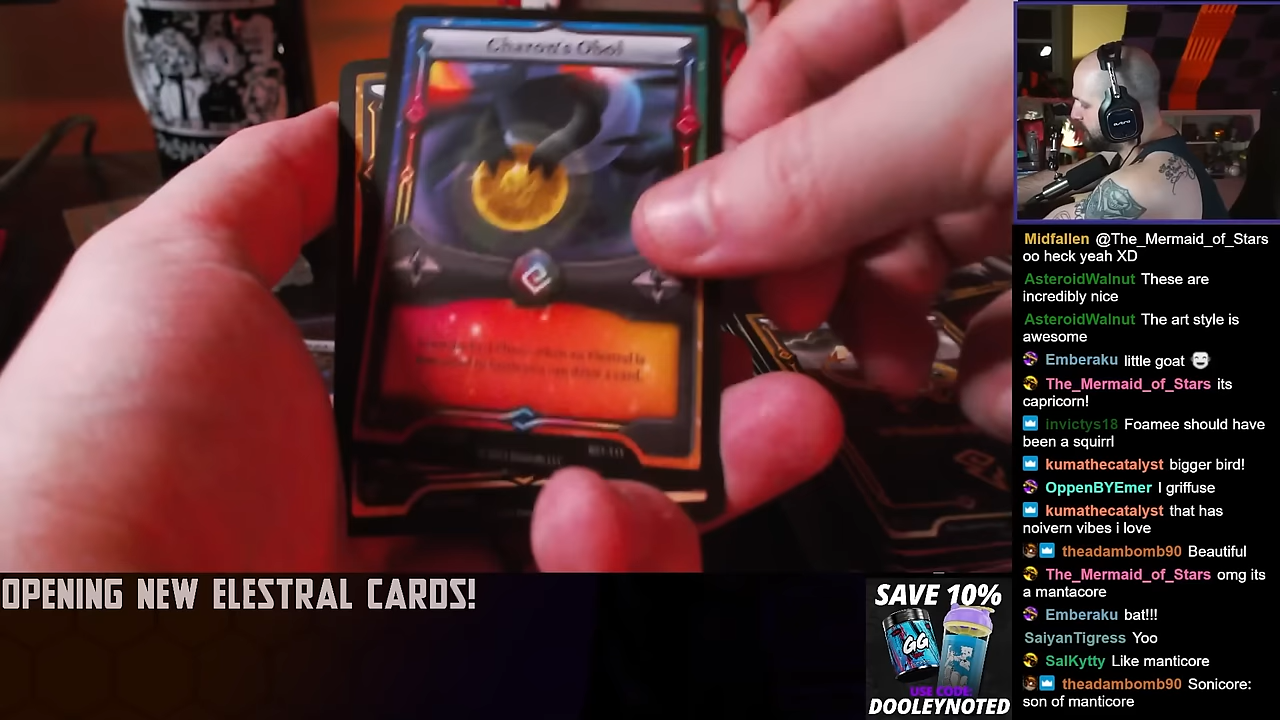 Charon's Obol
Midfallen @The_Mermaid_of_Stars
oo heck yeah XD
AsteroidWalnut These are
incredibly nice
AsteroidWalnut The art style is
awesome
Emberaku little goat
The_Mermaid_of_Stars its
capricorn!
invictys18 Foamee should have
been a squirrl
kumathecatalyst bigger bird!
OppenBYEmer I griffuse
kumathecatalyst that has
noivern vibes i love
theadambomb90 Beautiful
The_Mermaid_of_Stars omg its
a mantacore
Emberaku bat!!!
SaiyanTigress Yoo
SalKytty Like manticore
theadambomb90 Sonicore:
son of manticore
OPENING NEW ELESTRAL CARDS!
SAVE 10%
GG
USE CODE:
DOOLEYNOTED